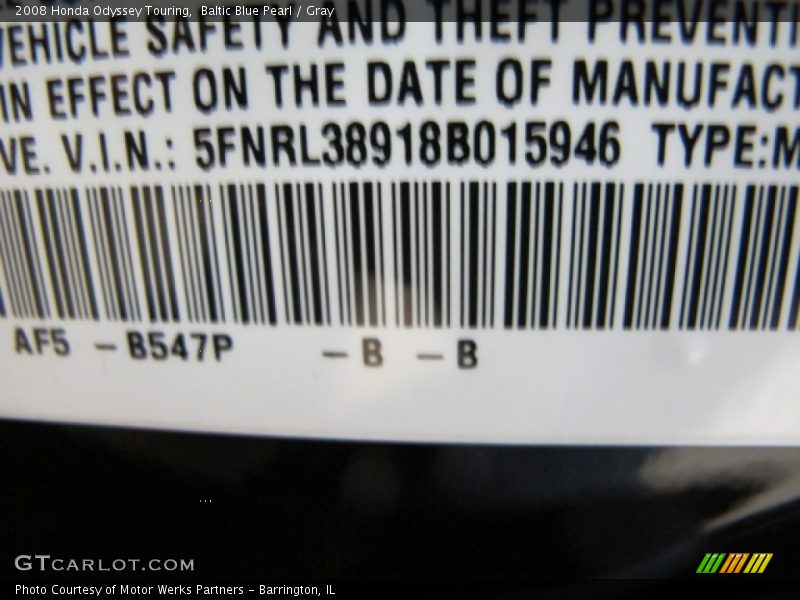 2008 Honda Odyssey Touring, Baltic Blue Pearl / Gray
VEHICLE SAFETY AND THEFT PREVENTI
IN EFFECT ON THE DATE OF MANUFACT
VE. V.I.N.: 5FNRL38918B015946 TYPE:M
AF5 - B547P - B - B
GTCARLOT.COM
Photo Courtesy of Motor Werks Partners - Barrington, IL